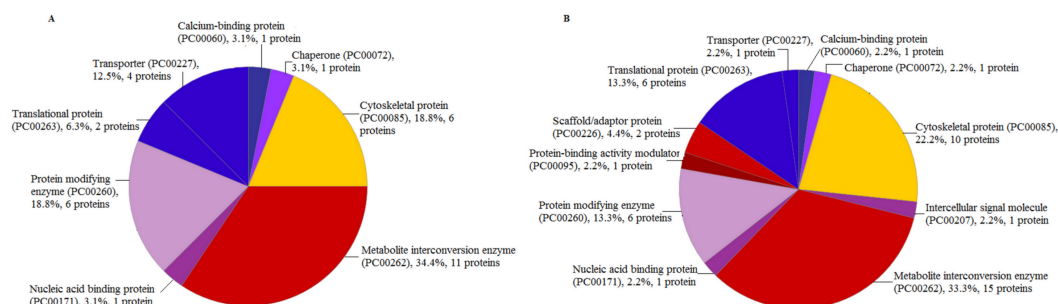 A
Calcium-binding protein
(PC00060), 3.1%, 1 protein
Chaperone (PC00072),
3.1%, 1 protein
Transporter (PC00227),
12.5%, 4 proteins
Cytoskeletal protein
(PC00085), 18.8%, 6
proteins
Translational protein
(PC00263), 6.3%, 2 proteins
Protein modifying
enzyme (PC00260),
18.8%, 6 proteins
Metabolite interconversion enzyme
(PC00262), 34.4%, 11 proteins
Nucleic acid binding protein
(PC00171), 3.1%, 1 protein
B
Transporter (PC00227),
2.2%, 1 protein
Calcium-binding protein
(PC00060), 2.2%, 1 protein
Chaperone (PC00072), 2.2%, 1 protein
Translational protein (PC00263),
13.3%, 6 proteins
Scaffold/adaptor protein
(PC00226), 4.4%, 2 proteins
Cytoskeletal protein (PC00085),
22.2%, 10 proteins
Protein-binding activity modulator
(PC00095), 2.2%, 1 protein
Protein modifying enzyme
(PC00260), 13.3%, 6 proteins
Intercellular signal molecule
(PC00207), 2.2%, 1 protein
Nucleic acid binding protein
(PC00171), 2.2%, 1 protein
Metabolite interconversion enzyme
(PC00262), 33.3%, 15 proteins